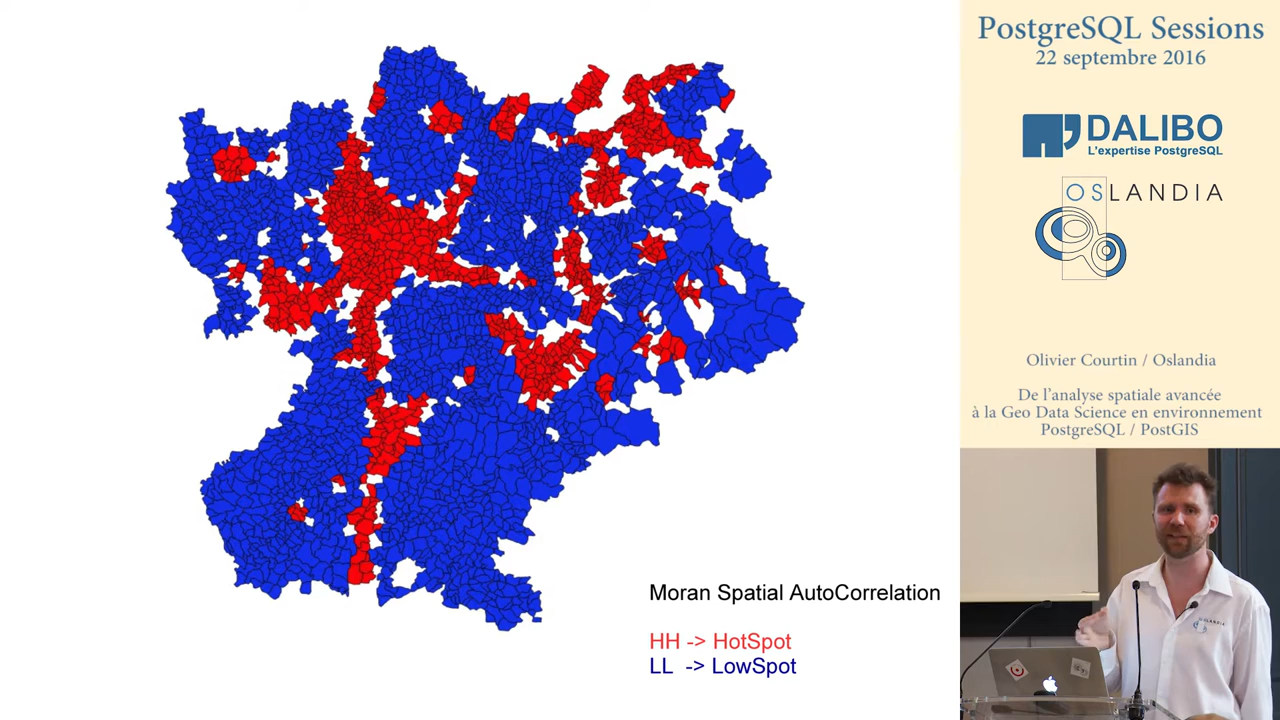 Moran Spatial AutoCorrelation
HH -> HotSpot
LL -> LowSpot
PostgreSQL Sessions
22 septembre 2016
DALIBO
L'expertise PostgreSQL
OSLANDIA
Olivier Courtin / Oslandia
De l'analyse spatiale avancée
à la Geo Data Science en environnement
PostgreSQL / PostGIS
OSLANDIA